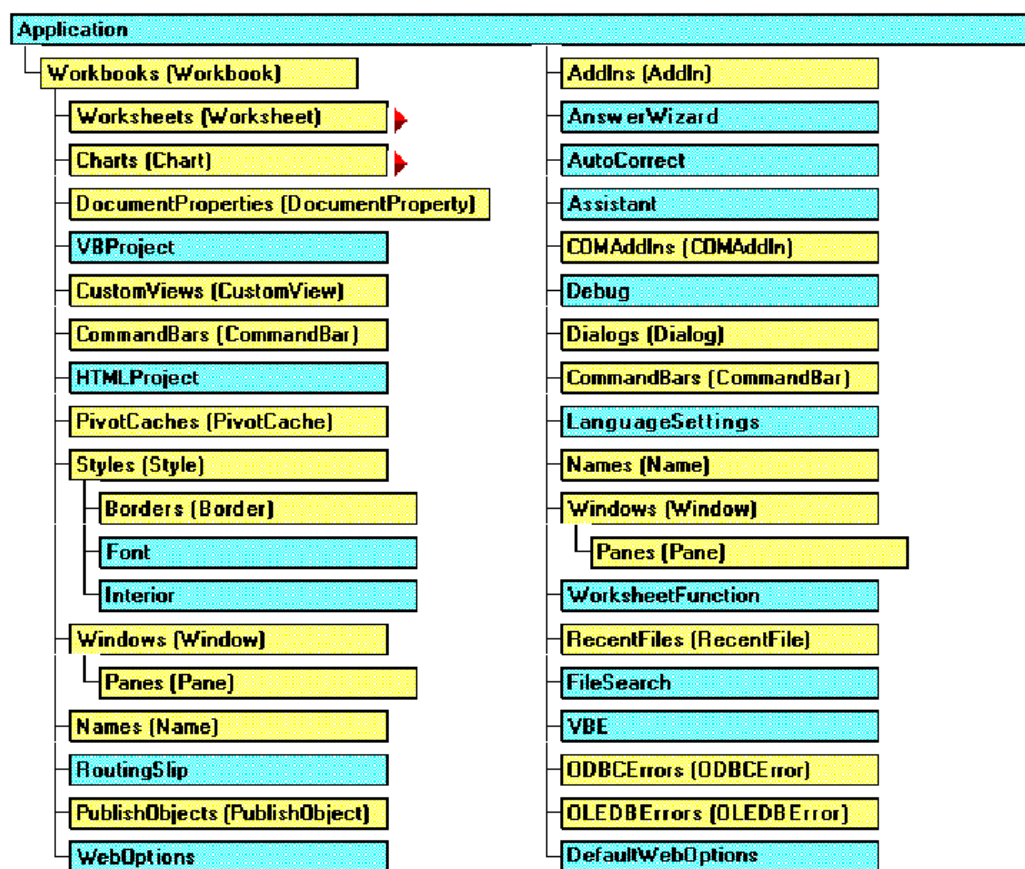 Application
Workbooks (Workbook)
Worksheets (Worksheet)
Charts (Chart)
DocumentProperties (DocumentProperty)
VBProject
CustomViews (CustomView)
CommandBars (CommandBar)
HTMLProject
PivotCaches (PivotCache)
Styles (Style)
Borders (Border)
Font
Interior
Windows (Window)
Panes (Pane)
Names (Name)
RoutingSlip
PublishObjects (PublishObject)
WebOptions
AddIns (AddIn)
AnswerWizard
AutoCorrect
Assistant
COMAddIns (COMAddIn)
Debug
Dialogs (Dialog)
CommandBars (CommandBar)
LanguageSettings
Names (Name)
Windows (Window)
Panes (Pane)
WorksheetFunction
RecentFiles (RecentFile)
FileSearch
VBE
ODBCErrors (ODBCError)
OLEDBErrors (OLEDBError)
DefaultWebOptions